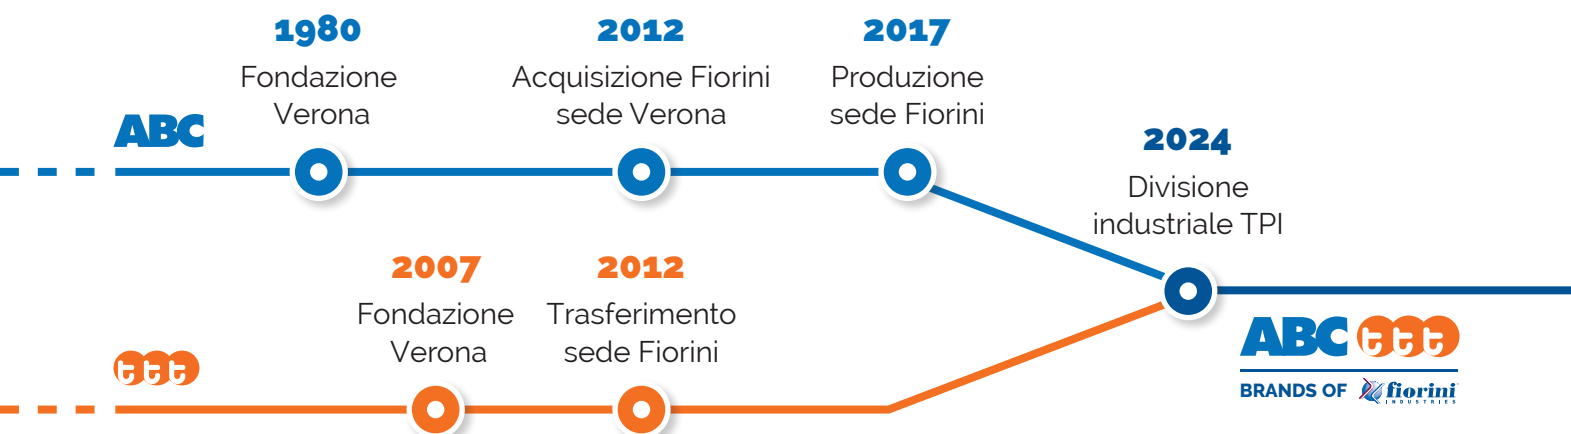 1980
Fondazione
Verona
2012
Acquisizione Fiorini
sede Verona
2017
Produzione
sede Fiorini
ABC
2024
Divisione
industriale TPI
2007
Fondazione
Verona
2012
Trasferimento
sede Fiorini
ttt
ABC ttt
BRANDS OF fiorini
INDUSTRIES